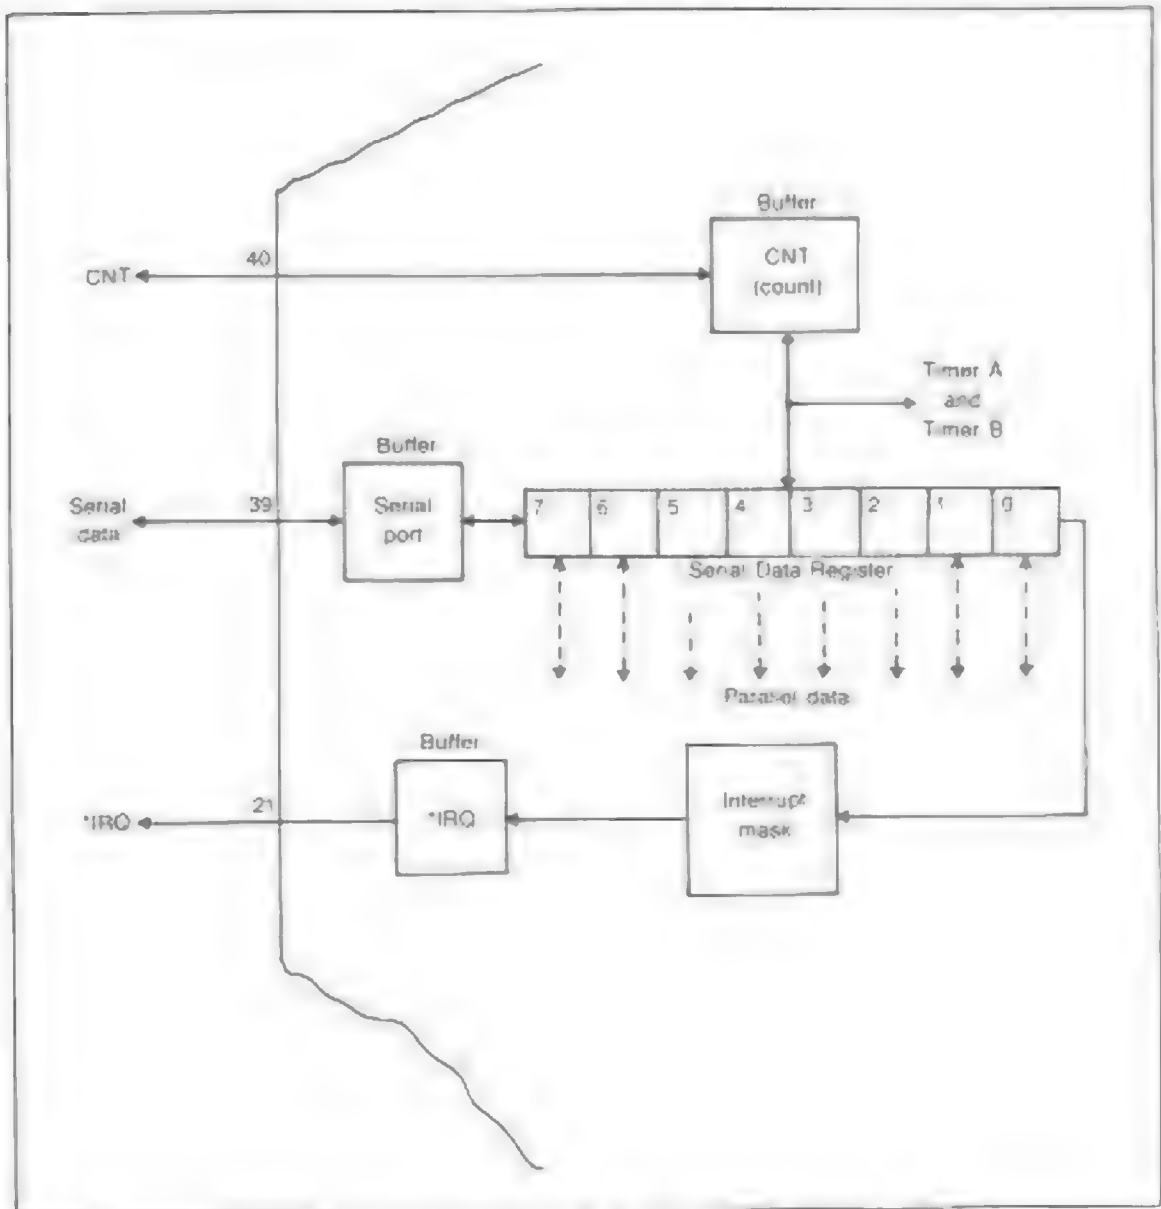 Buffer
CNT
40
CNT
(count)
Timer A
and
Timer B
Buffer
Serial
data
39
Serial
port
7 6 5 4 3 2 1 0
Serial Data Register
Parallel data
Buffer
*IRQ
21
*IRQ
Interrupt
mask